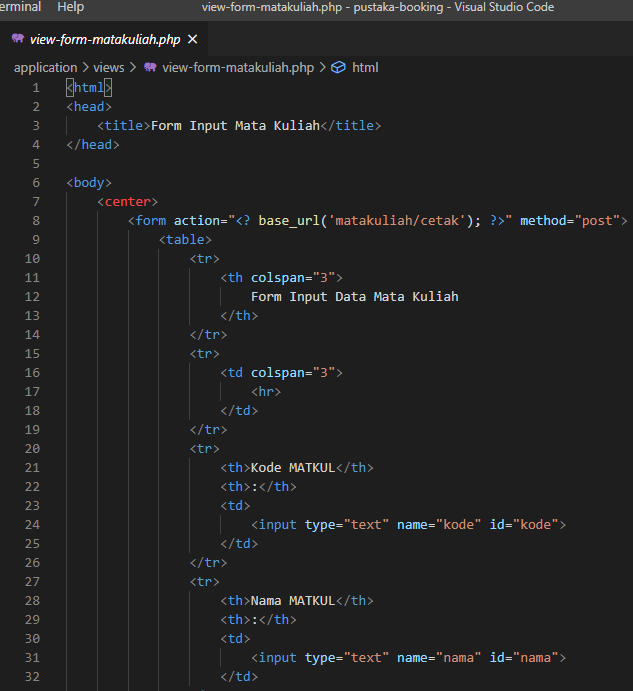 erminal Help view-form-matakuliah.php - pustaka-booking - Visual Studio Code
view-form-matakuliah.php ×
application > views > view-form-matakuliah.php > html
1 <html>
2 <head>
3 <title>Form Input Mata Kuliah</title>
4 </head>
5
6 <body>
7 <center>
8 <form action="<? base_url('matakuliah/cetak'); ?>" method="post">
9 <table>
10 <tr>
11 <th colspan="3">
12 Form Input Data Mata Kuliah
13 </th>
14 </tr>
15 <tr>
16 <td colspan="3">
17 <hr>
18 </td>
19 </tr>
20 <tr>
21 <th>Kode MATKUL</th>
22 <th>:</th>
23 <td>
24 <input type="text" name="kode" id="kode">
25 </td>
26 </tr>
27 <tr>
28 <th>Nama MATKUL</th>
29 <th>:</th>
30 <td>
31 <input type="text" name="nama" id="nama">
32 </td>